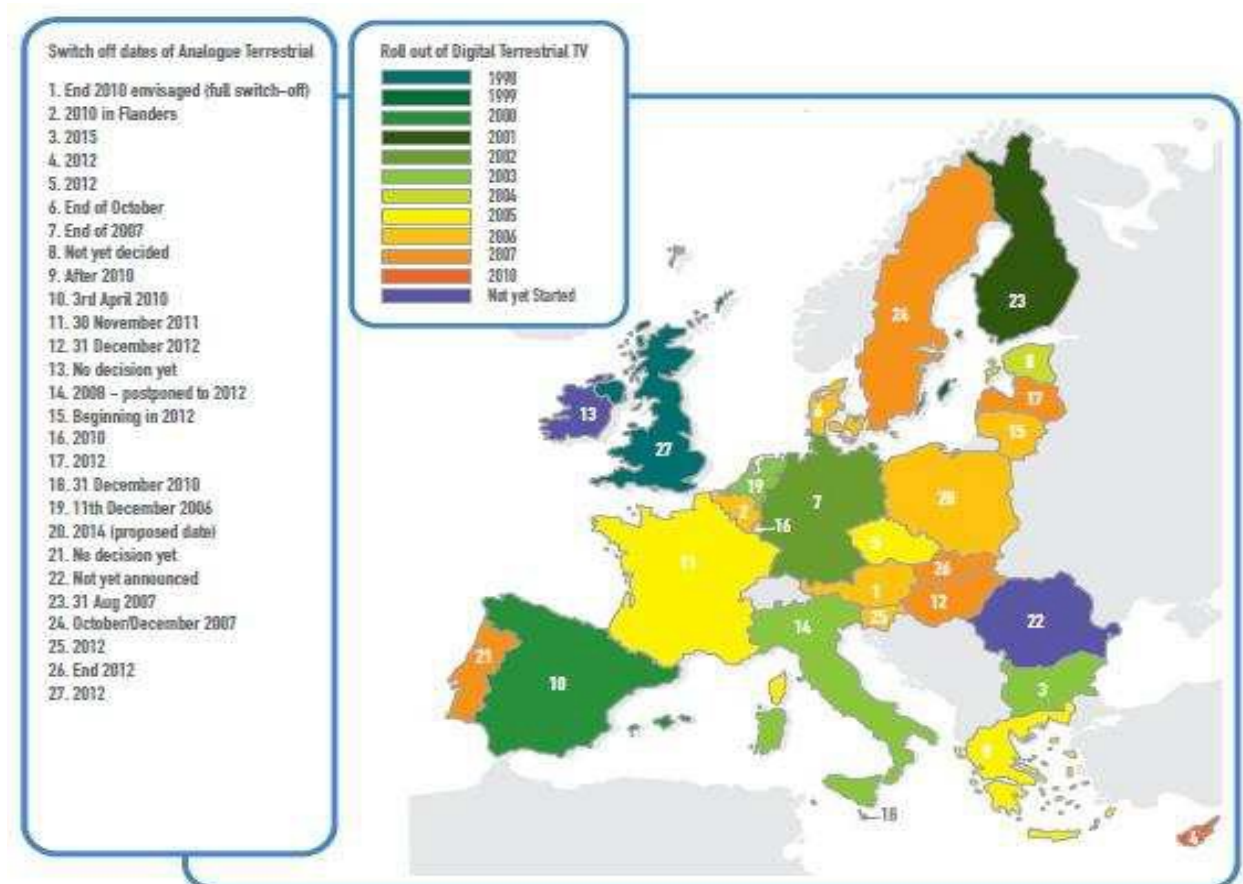 Switch off dates of Analogue Terrestrial
1. End 2010 envisaged (full switch-off)
2. 2010 in Flanders
3. 2015
4. 2012
5. 2012
6. End of October
7. End of 2007
8. Not yet decided
9. After 2010
10. 3rd April 2010
11. 30 November 2011
12. 31 December 2012
13. No decision yet
14. 2008 - postponed to 2012
15. Beginning in 2012
16. 2010
17. 2012
18. 31 December 2010
19. 11th December 2006
20. 2014 (proposed date)
21. No decision yet
22. Not yet announced
23. 31 Aug 2007
24. October/December 2007
25. 2012
26. End 2012
27. 2012
Roll out of Digital Terrestrial TV
1998
1999
2000
2001
2002
2003
2004
2005
2006
2007
2010
Not yet Started
23
24
8
17
13
6
15
27
19
7
20
2
16
5
11
26
1
12
25
14
22
21
10
3
9
18
4